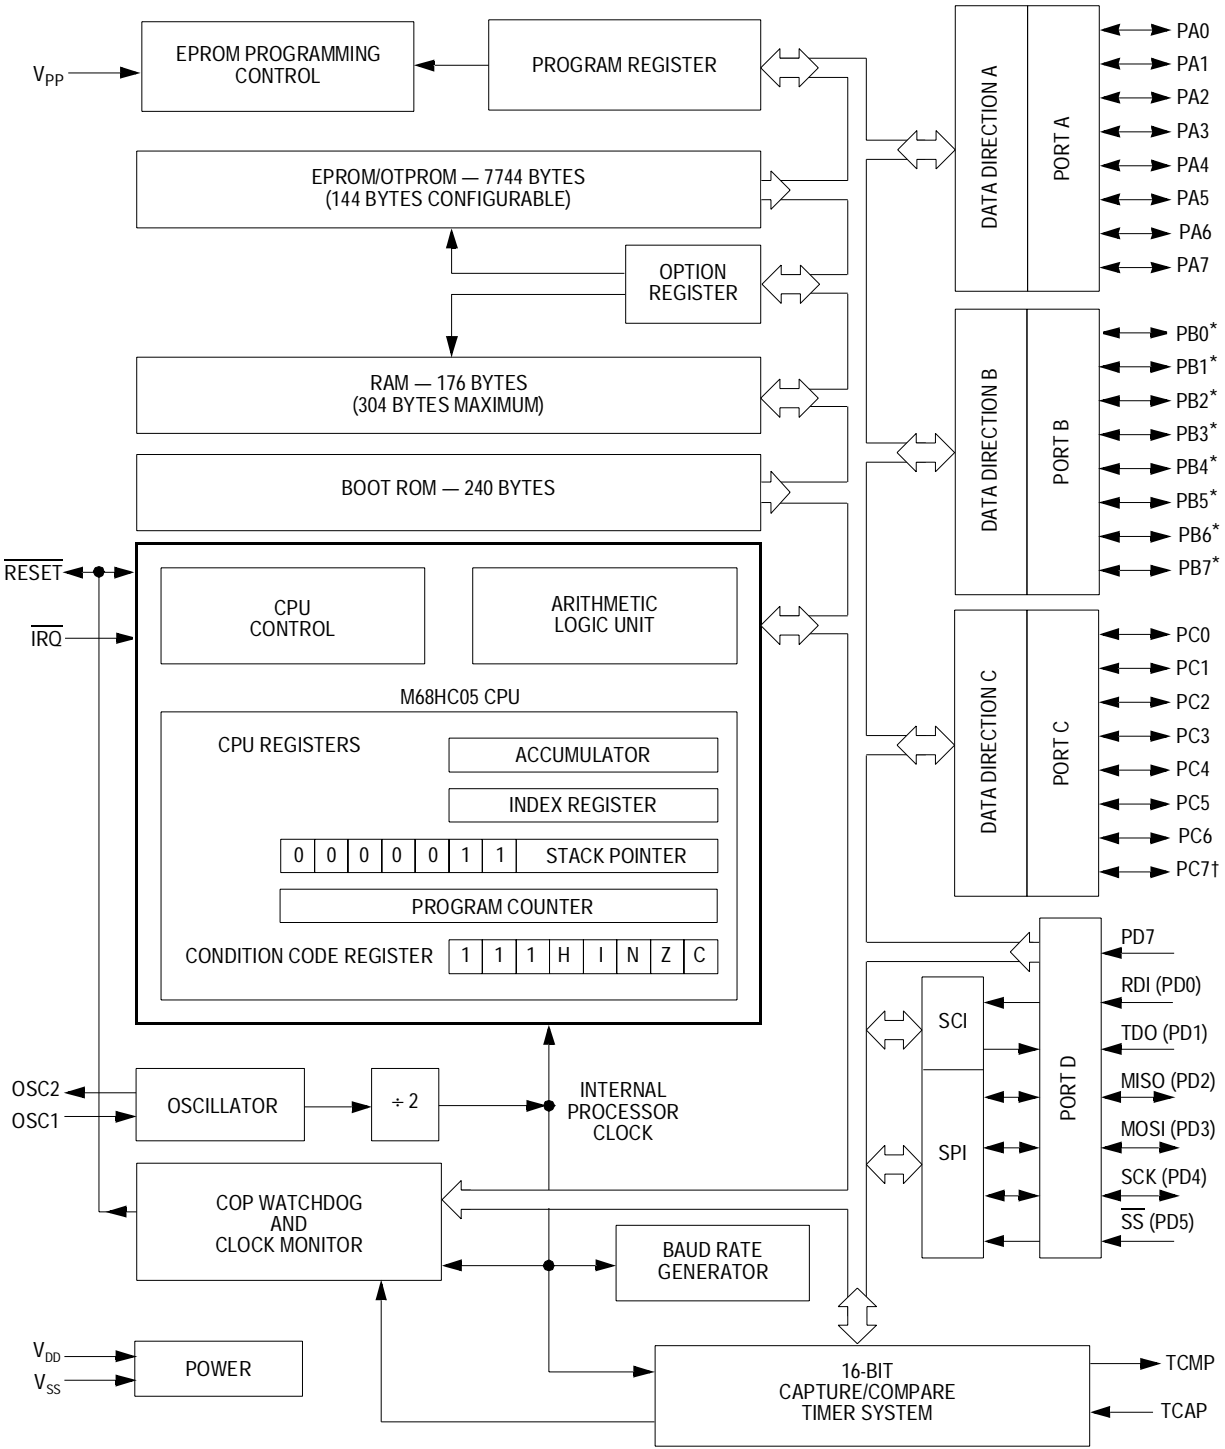 VPP
EPROM PROGRAMMING
CONTROL
PROGRAM REGISTER
EPROM/OTPROM — 7744 BYTES
(144 BYTES CONFIGURABLE)
OPTION
REGISTER
RAM — 176 BYTES
(304 BYTES MAXIMUM)
BOOT ROM — 240 BYTES
RESET
IRQ
CPU
CONTROL
ARITHMETIC
LOGIC UNIT
M68HC05 CPU
CPU REGISTERS
ACCUMULATOR
INDEX REGISTER
0 0 0 0 0 1 1 STACK POINTER
PROGRAM COUNTER
CONDITION CODE REGISTER 1 1 1 H I N Z C
OSC2
OSC1
OSCILLATOR
÷ 2
INTERNAL
PROCESSOR
CLOCK
COP WATCHDOG
AND
CLOCK MONITOR
BAUD RATE
GENERATOR
VDD
VSS
POWER
16-BIT
CAPTURE/COMPARE
TIMER SYSTEM
TCMP
TCAP
DATA DIRECTION A
PORT A
PA0
PA1
PA2
PA3
PA4
PA5
PA6
PA7
DATA DIRECTION B
PORT B
PB0*
PB1*
PB2*
PB3*
PB4*
PB5*
PB6*
PB7*
DATA DIRECTION C
PORT C
PC0
PC1
PC2
PC3
PC4
PC5
PC6
PC7†
SCI
SPI
PORT D
PD7
RDI (PD0)
TDO (PD1)
MISO (PD2)
MOSI (PD3)
SCK (PD4)
SS (PD5)